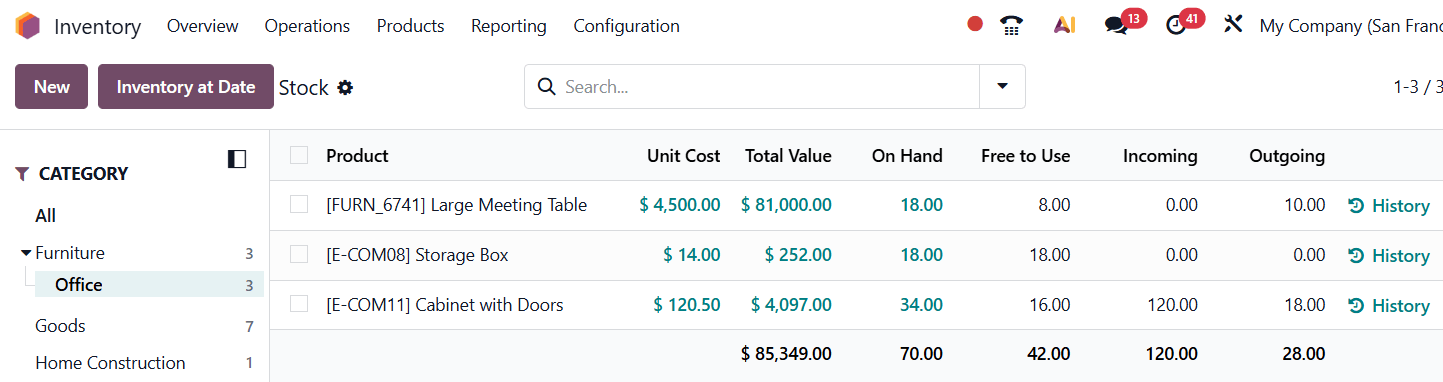 Inventory Overview Operations Products Reporting Configuration AI 13 41 My Company (San Franc
New Inventory at Date Stock Search... 1-3 / 3
CATEGORY
All
Furniture 3
Office 3
Goods 7
Home Construction 1
Product Unit Cost Total Value On Hand Free to Use Incoming Outgoing
[FURN_6741] Large Meeting Table $ 4,500.00 $ 81,000.00 18.00 8.00 0.00 10.00 History
[E-COM08] Storage Box $ 14.00 $ 252.00 18.00 18.00 0.00 0.00 History
[E-COM11] Cabinet with Doors $ 120.50 $ 4,097.00 34.00 16.00 120.00 18.00 History
$ 85,349.00 70.00 42.00 120.00 28.00